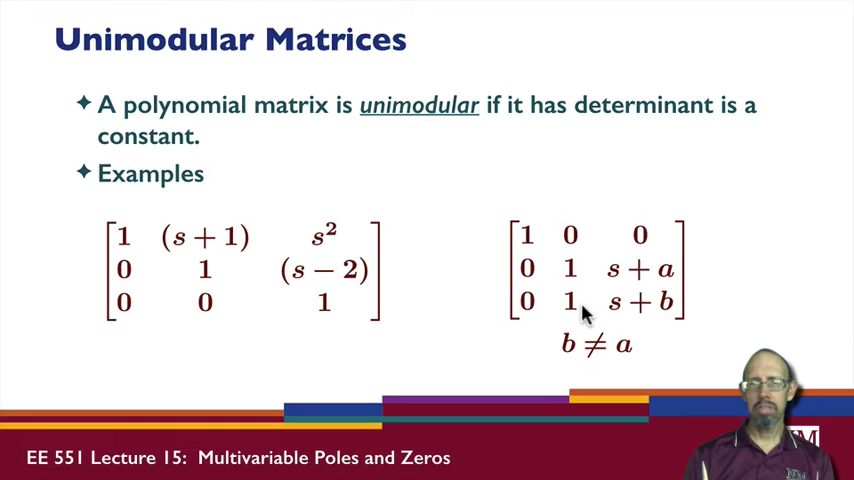 Unimodular Matrices
✦ A polynomial matrix is unimodular if it has determinant is a
constant.
✦ Examples
[1 (s + 1) s²
0 1 (s − 2)
0 0 1]
[1 0 0
0 1 s + a
0 1 s + b]
b ≠ a
EE 551 Lecture 15: Multivariable Poles and Zeros